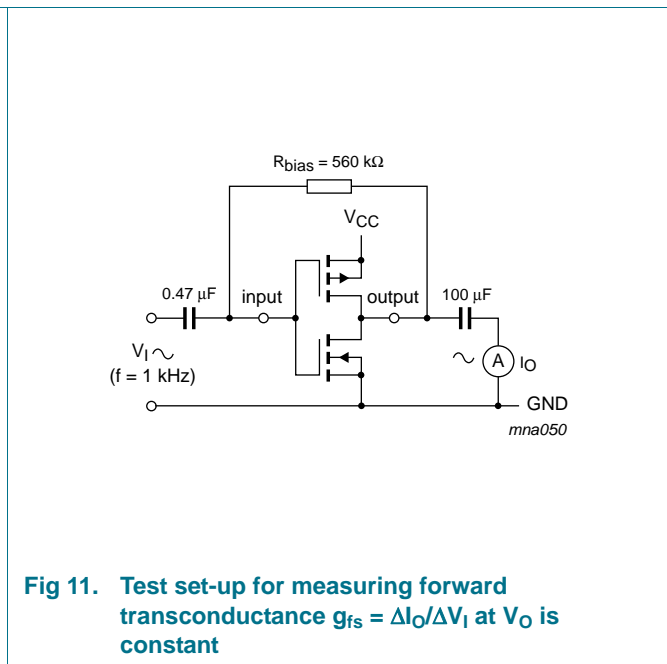 Rbias = 560 kΩ
VCC
0.47 μF
input
output
100 μF
VI
(f = 1 kHz)
A
IO
GND
mna050
Fig 11. Test set-up for measuring forward
transconductance gfs = ΔIO/ΔVI at VO is
constant